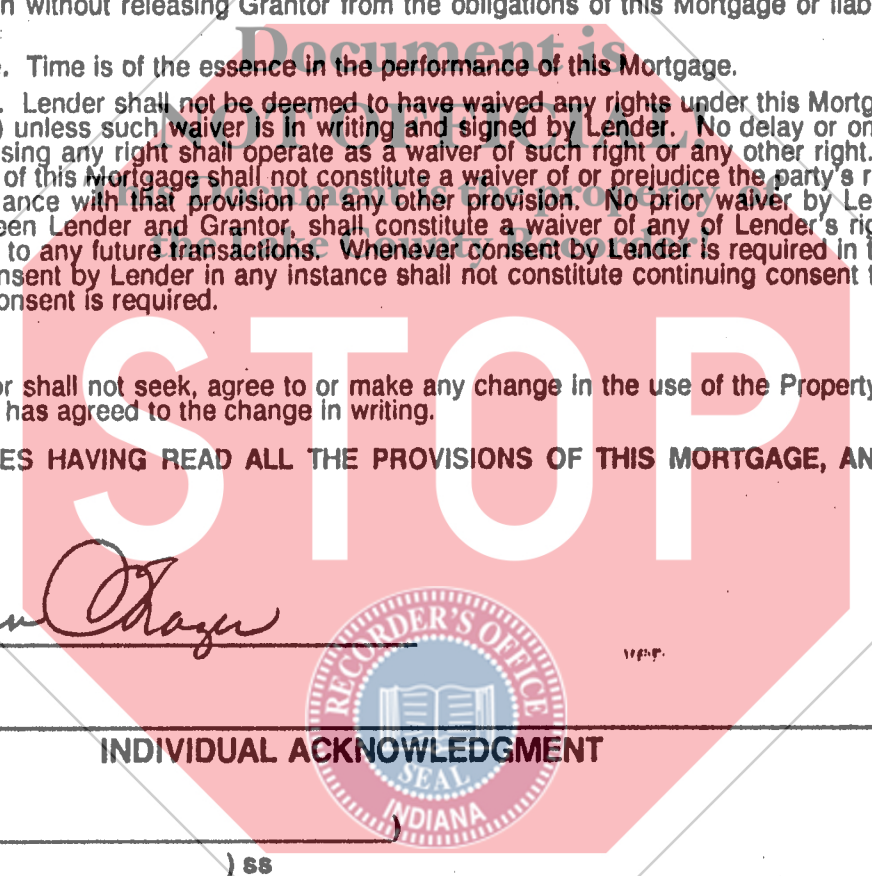 n without releasing Grantor from the obligations of this Mortgage or liab
Document is
. Time is of the essence in the performance of this Mortgage.
NOT OFFICIAL!
. Lender shall not be deemed to have waived any rights under this Mortg
) unless such waiver is in writing and signed by Lender. No delay or on
sing any right shall operate as a waiver of such right or any other right.
of this Mortgage shall not constitute a waiver of or prejudice the party's r
This Document is the property of
ance with that provision or any other provision. No prior waiver by Le
een Lender and Grantor, shall constitute a waiver of any of Lender's rig
the Lake County Recorder!
to any future transactions. Whenever consent by Lender is required in t
nsent by Lender in any instance shall not constitute continuing consent t
onsent is required.
STOP
or shall not seek, agree to or make any change in the use of the Property
has agreed to the change in writing.
ES HAVING READ ALL THE PROVISIONS OF THIS MORTGAGE, AN
RECORDER'S OFFICE
SEAL
INDIANA
INDIVIDUAL ACKNOWLEDGMENT
)
) ss